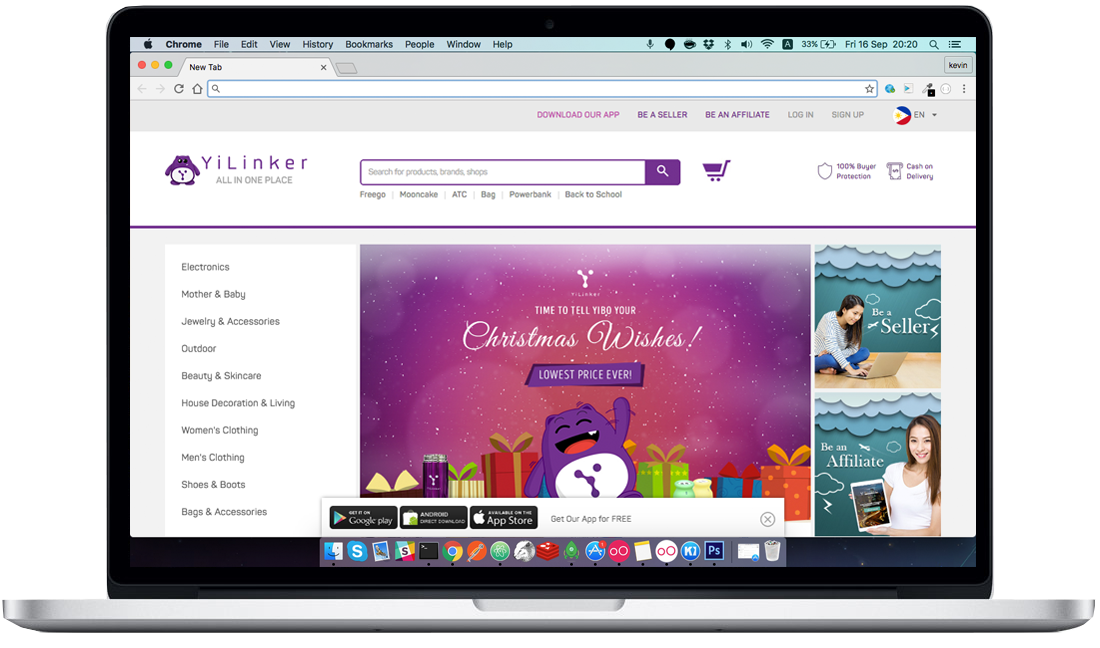 Chrome File Edit View History Bookmarks People Window Help A 33% Fri 16 Sep 20:20
New Tab kevin
DOWNLOAD OUR APP BE A SELLER BE AN AFFILIATE LOG IN SIGN UP EN
YiLinker
ALL IN ONE PLACE
Search for products, brands, shops
100% Buyer
Protection
Cash on
Delivery
Freego | Mooncake | ATC | Bag | Powerbank | Back to School
Electronics
Mother & Baby
Jewelry & Accessories
Outdoor
Beauty & Skincare
House Decoration & Living
Women's Clothing
Men's Clothing
Shoes & Boots
Bags & Accessories
YiLinker
TIME TO TELL YIBO YOUR
Christmas Wishes!
LOWEST PRICE EVER!
Be a
Seller
Be an
Affiliate
GET IT ON
Google play
ANDROID
DIRECT DOWNLOAD
AVAILABLE ON THE
App Store
Get Our App for FREE
Ps